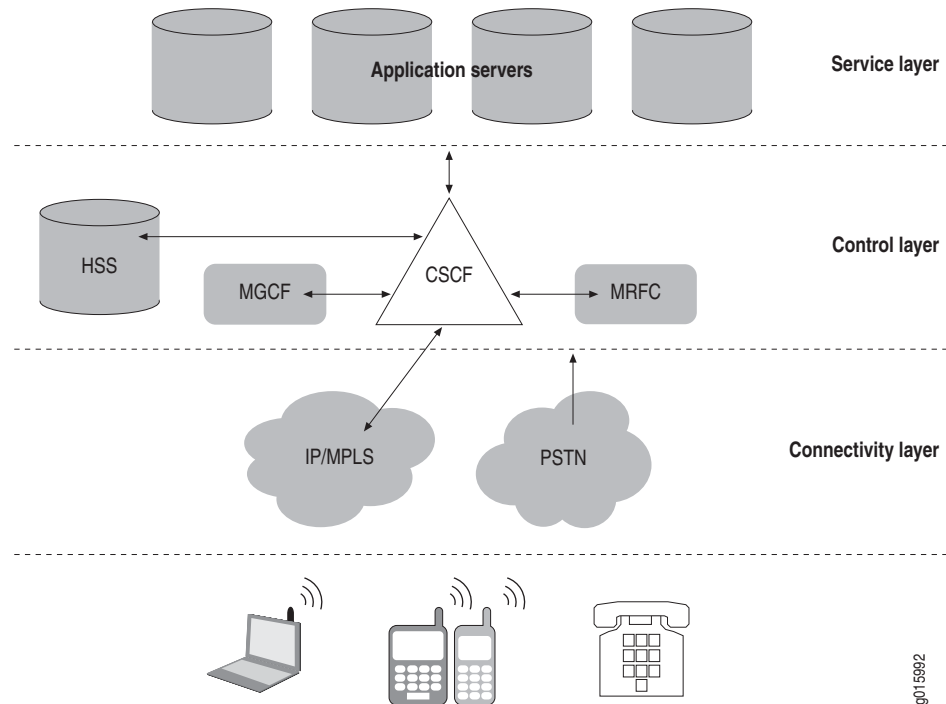 Application servers
Service layer
HSS
MGCF
CSCF
MRFC
Control layer
IP/MPLS
PSTN
Connectivity layer
g015992